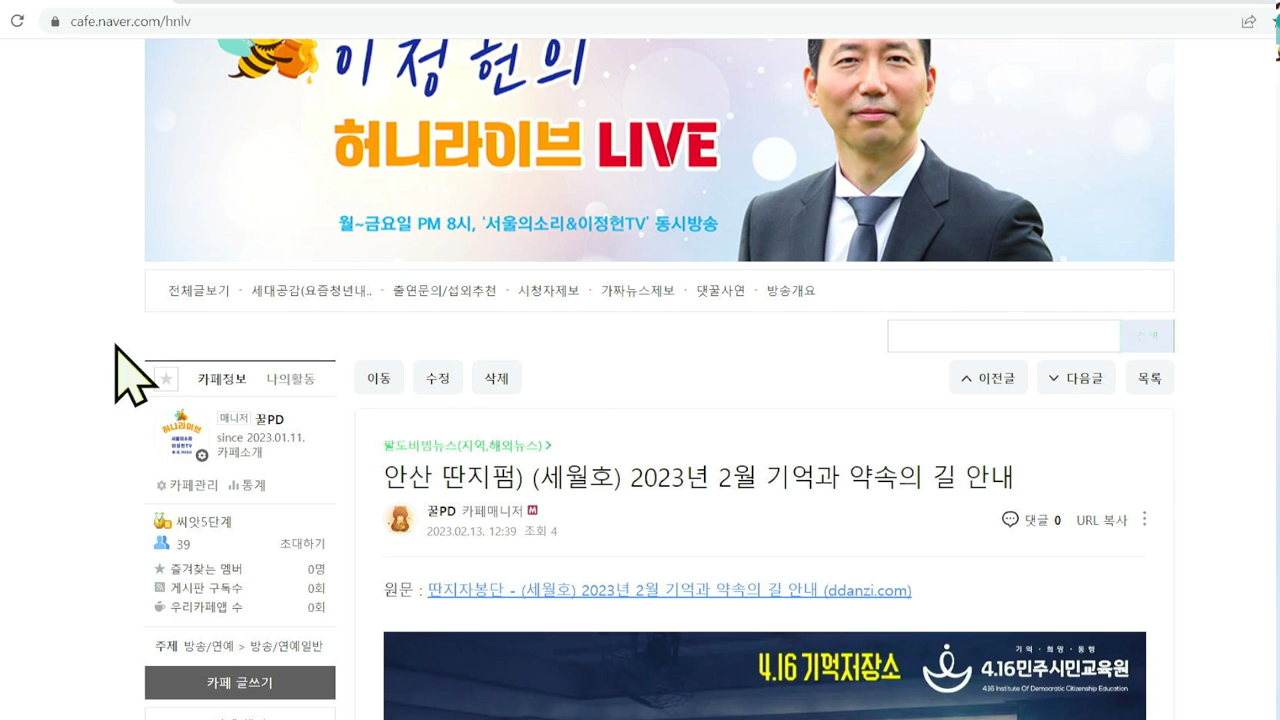 cafe.naver.com/hnlv
이정헌의
허니라이브 LIVE
월~금요일 PM 8시, '서울의소리&이정헌TV' 동시방송
전체글보기 · 세대공감(요즘청년내.. · 출연문의/섭외추천 · 시청자제보 · 가짜뉴스제보 · 댓꿀사연 · 방송개요
카페정보 나의활동
이동 수정 삭제
이전글 다음글 목록
허니라이브
매니저 꿀PD
since 2023.01.11.
카페소개
카페관리 통계
씨앗5단계
39 초대하기
즐겨찾는 멤버 0명
게시판 구독수 0회
우리카페앱 수 0회
주제 방송/연예 > 방송/연예일반
카페 글쓰기
팔도비빔뉴스(지역,해외뉴스) >
안산 딴지펌) (세월호) 2023년 2월 기억과 약속의 길 안내
꿀PD 카페매니저 M
2023.02.13. 12:39 조회 4
댓글 0 URL 복사
원문 : 딴지자봉단 - (세월호) 2023년 2월 기억과 약속의 길 안내 (ddanzi.com)
4.16 기억저장소
기억 · 희망 · 동행
4.16민주시민교육원
4.16 Institute Of Democratic Citizenship Education